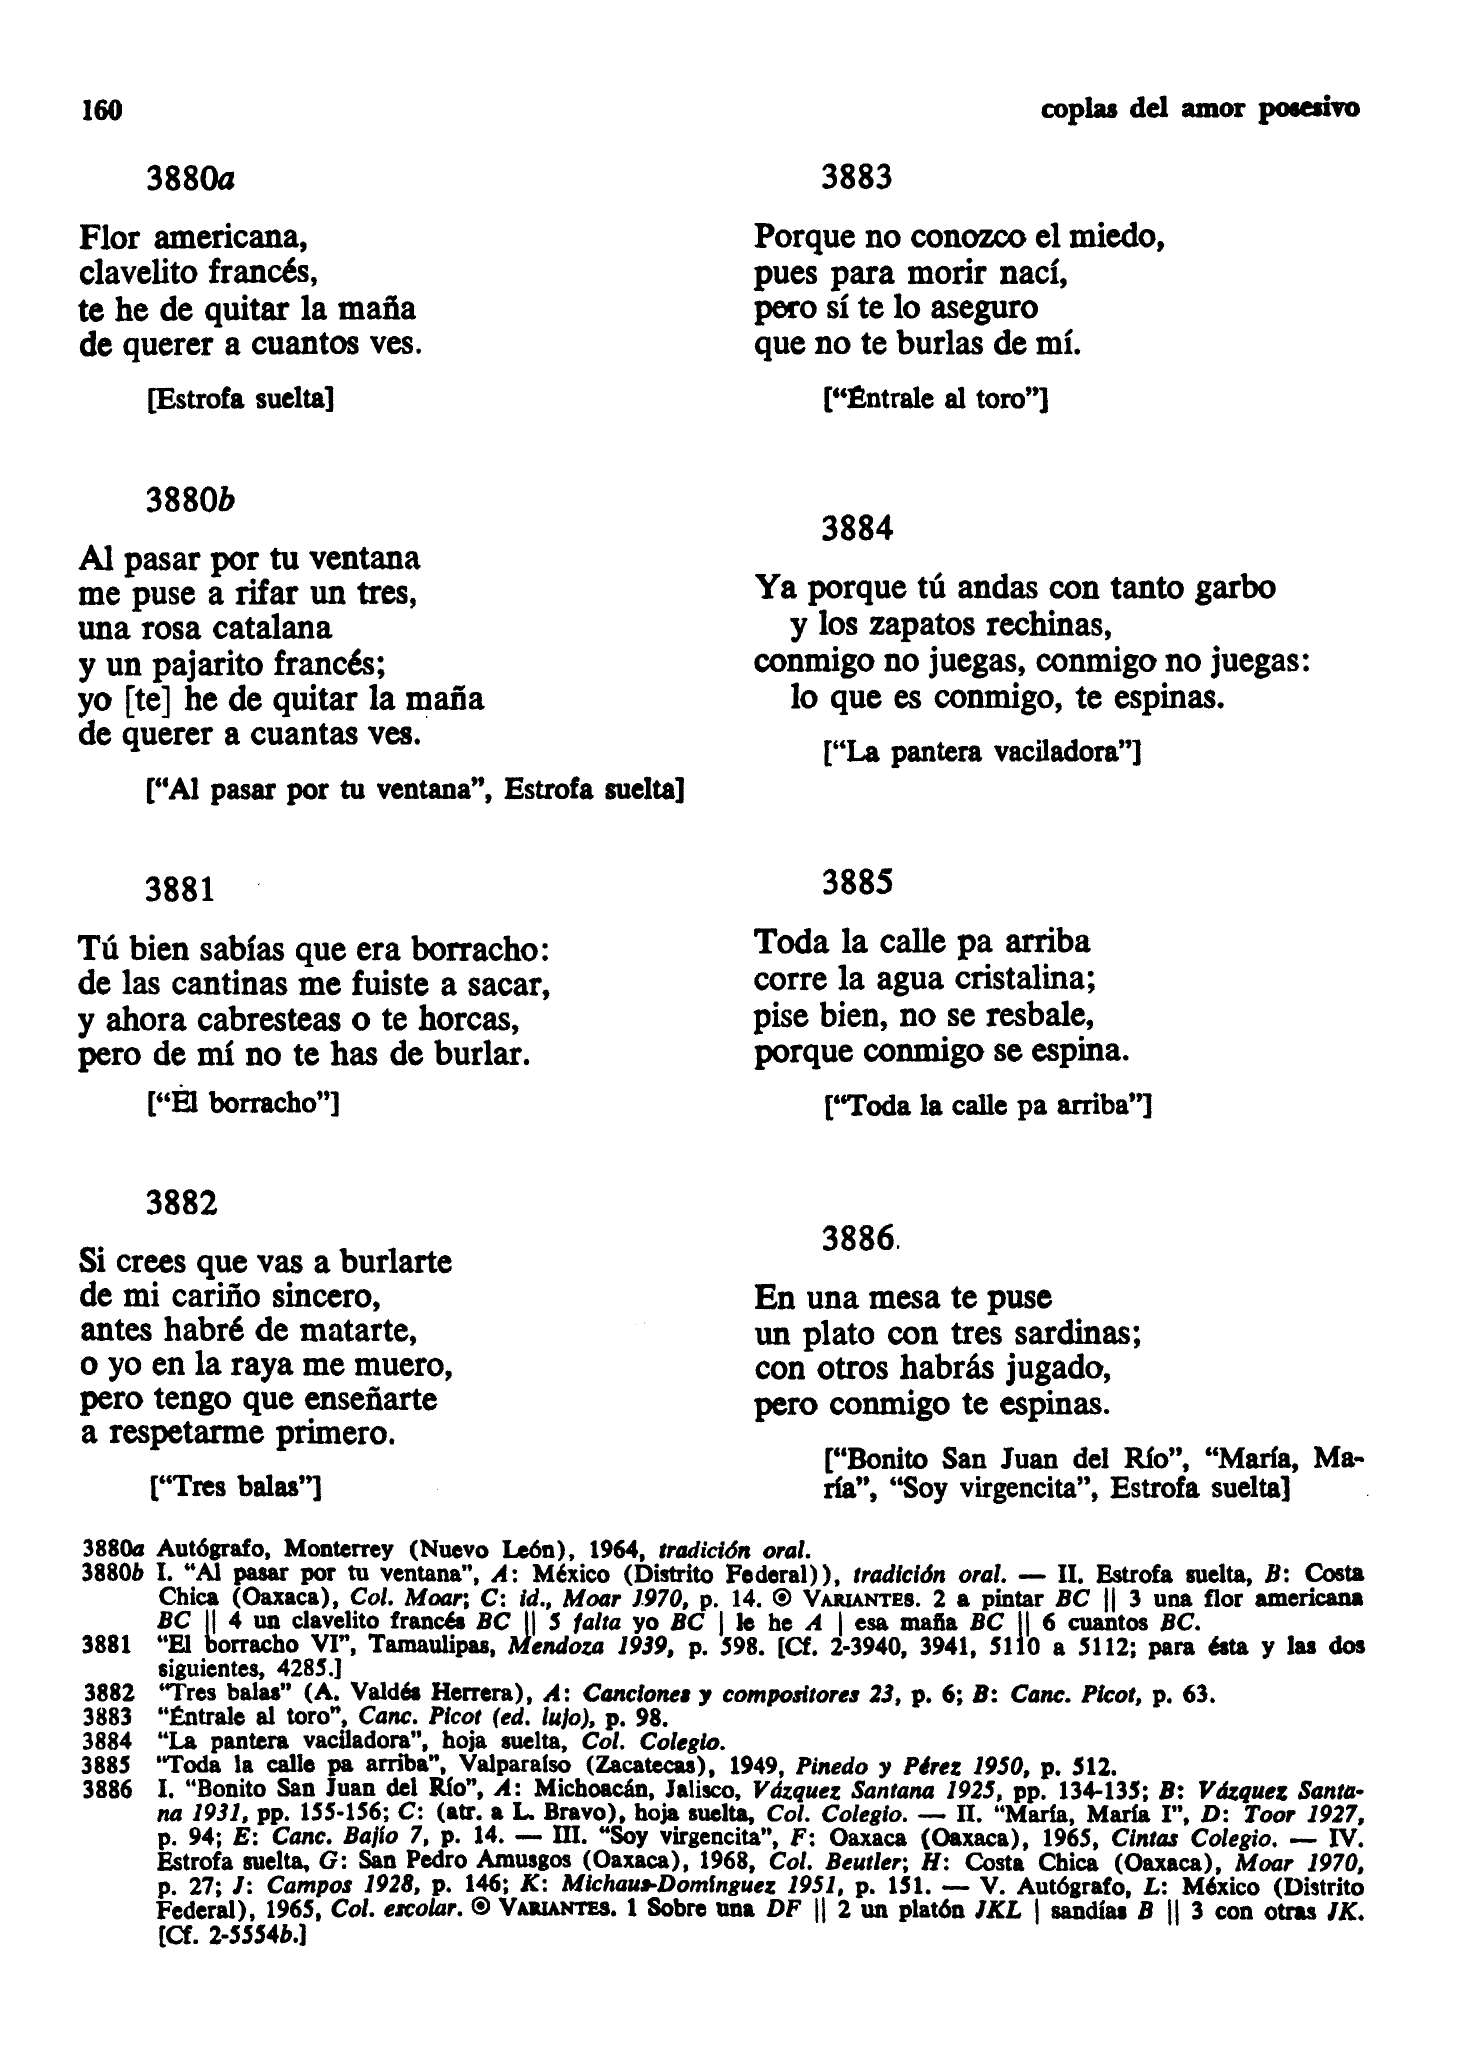 160
coplas del amor posesivo
3880a
Flor americana,
clavelito francés,
te he de quitar la maña
de querer a cuantos ves.
[Estrofa suelta]
3880b
Al pasar por tu ventana
me puse a rifar un tres,
una rosa catalana
y un pajarito francés;
yo [te] he de quitar la maña
de querer a cuantas ves.
[“Al pasar por tu ventana”, Estrofa suelta]
3881
Tú bien sabías que era borracho:
de las cantinas me fuiste a sacar,
y ahora cabresteas o te horcas,
pero de mí no te has de burlar.
[“El borracho”]
3882
Si crees que vas a burlarte
de mi cariño sincero,
antes habré de matarte,
o yo en la raya me muero,
pero tengo que enseñarte
a respetarme primero.
[“Tres balas”]
3883
Porque no conozco el miedo,
pues para morir nací,
pero sí te lo aseguro
que no te burlas de mí.
[“Éntrale al toro”]
3884
Ya porque tú andas con tanto garbo
y los zapatos rechinas,
conmigo no juegas, conmigo no juegas:
lo que es conmigo, te espinas.
[“La pantera vaciladora”]
3885
Toda la calle pa arriba
corre la agua cristalina;
pise bien, no se resbale,
porque conmigo se espina.
[“Toda la calle pa arriba”]
3886
En una mesa te puse
un plato con tres sardinas;
con otros habrás jugado,
pero conmigo te espinas.
[“Bonito San Juan del Río”, “María, Ma-
ría”, “Soy virgencita”, Estrofa suelta]
3880a Autógrafo, Monterrey (Nuevo León), 1964, tradición oral.
3880b I. “Al pasar por tu ventana”, A: México (Distrito Federal)), tradición oral. — II. Estrofa suelta, B: Costa
Chica (Oaxaca), Col. Moar; C: id., Moar 1970, p. 14. ⊙ VARIANTES. 2 a pintar BC || 3 una flor americana
BC || 4 un clavelito francés BC || 5 falta yo BC | le he A | esa maña BC || 6 cuantos BC.
3881 “El borracho VI”, Tamaulipas, Mendoza 1939, p. 598. [Cf. 2-3940, 3941, 5110 a 5112; para ésta y las dos
siguientes, 4285.]
3882 “Tres balas” (A. Valdés Herrera), A: Canciones y compositores 23, p. 6; B: Canc. Picot, p. 63.
3883 “Éntrale al toro”, Canc. Picot (ed. lujo), p. 98.
3884 “La pantera vaciladora”, hoja suelta, Col. Colegio.
3885 “Toda la calle pa arriba”, Valparaíso (Zacatecas), 1949, Pinedo y Pérez 1950, p. 512.
3886 I. “Bonito San Juan del Río”, A: Michoacán, Jalisco, Vázquez Santana 1925, pp. 134-135; B: Vázquez Santa-
na 1931, pp. 155-156; C: (atr. a L. Bravo), hoja suelta, Col. Colegio. — II. “María, María I”, D: Toor 1927,
p. 94; E: Canc. Bajío 7, p. 14. — III. “Soy virgencita”, F: Oaxaca (Oaxaca), 1965, Cintas Colegio. — IV.
Estrofa suelta, G: San Pedro Amusgos (Oaxaca), 1968, Col. Beutler; H: Costa Chica (Oaxaca), Moar 1970,
p. 27; J: Campos 1928, p. 146; K: Michaus-Domínguez 1951, p. 151. — V. Autógrafo, L: México (Distrito
Federal), 1965, Col. escolar. ⊙ VARIANTES. 1 Sobre una DF || 2 un platón JKL | sandías B || 3 con otras JK.
[Cf. 2-5554b.]